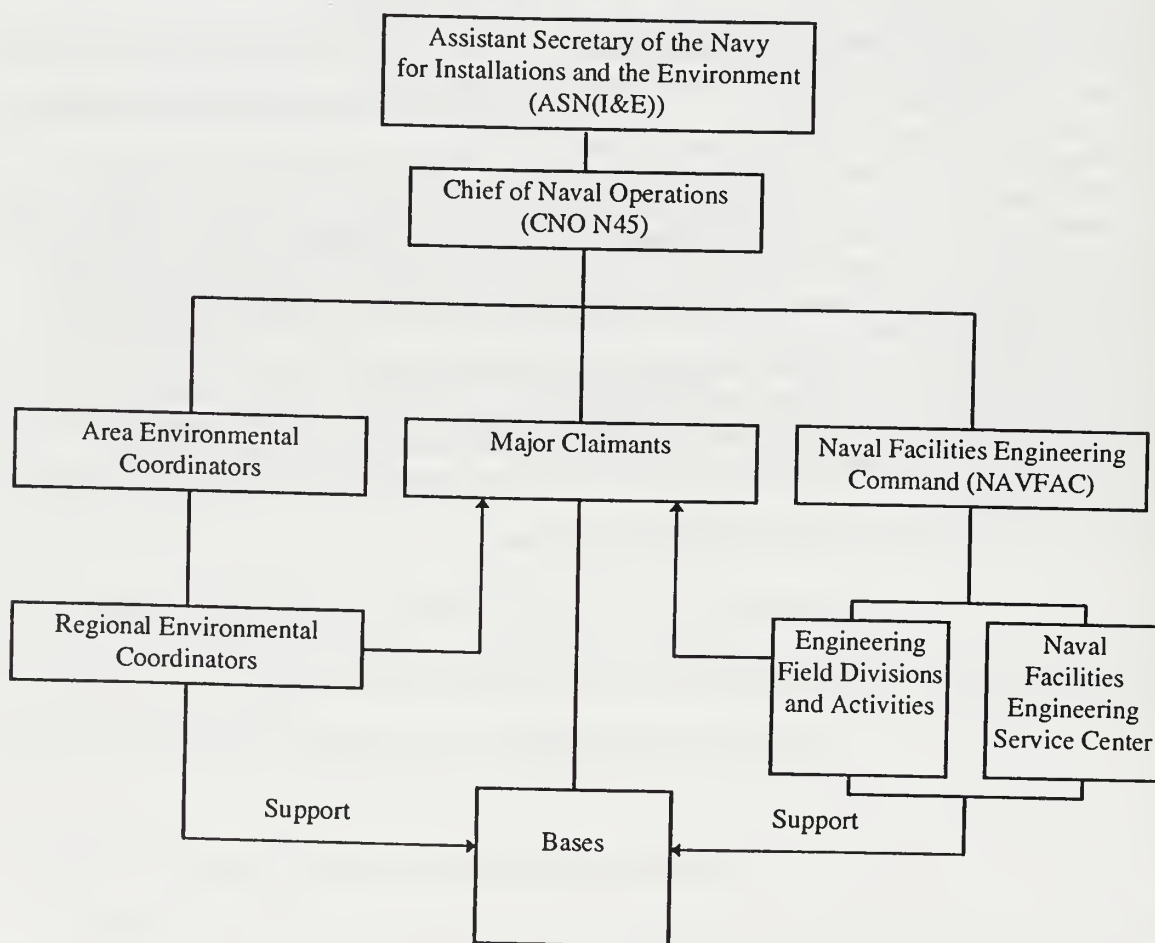 Assistant Secretary of the Navy
for Installations and the Environment
(ASN(I&E))
Chief of Naval Operations
(CNO N45)
Area Environmental
Coordinators
Major Claimants
Naval Facilities Engineering
Command (NAVFAC)
Regional Environmental
Coordinators
Engineering
Field Divisions
and Activities
Naval
Facilities
Engineering
Service Center
Support
Bases
Support